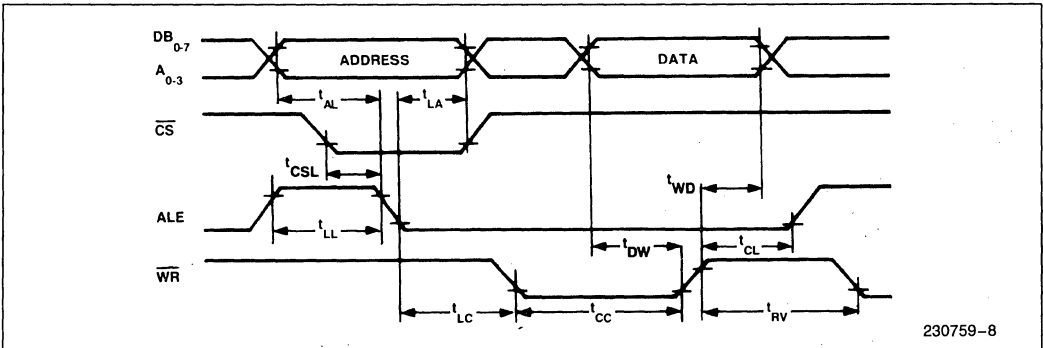 DB0-7
ADDRESS
DATA
A0-3
tAL
tLA
CS
tCSL
tWD
ALE
tLL
tDW
tCL
WR
tLC
tCC
tRV
230759-8